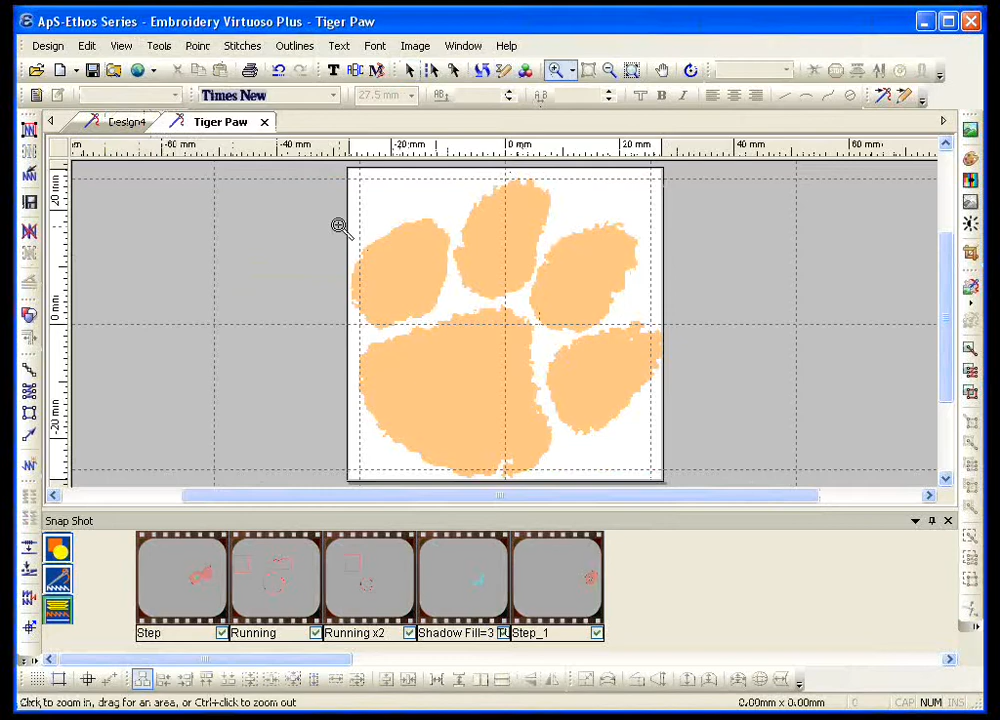 ApS-Ethos Series - Embroidery Virtuoso Plus - Tiger Paw
Design Edit View Tools Point Stitches Outlines Text Font Image Window Help
Times New 27.5 mm
Design4 Tiger Paw
-60 mm -40 mm -20 mm 0 mm 20 mm 40 mm 60 mm
20 mm
0 mm
-20 mm
Snap Shot
Step Running Running x2 Shadow Fill=3 Step_1
Click to zoom in, drag for an area, or Ctrl+click to zoom out 0.00mm x 0.00mm 0 CAP NUM OVR